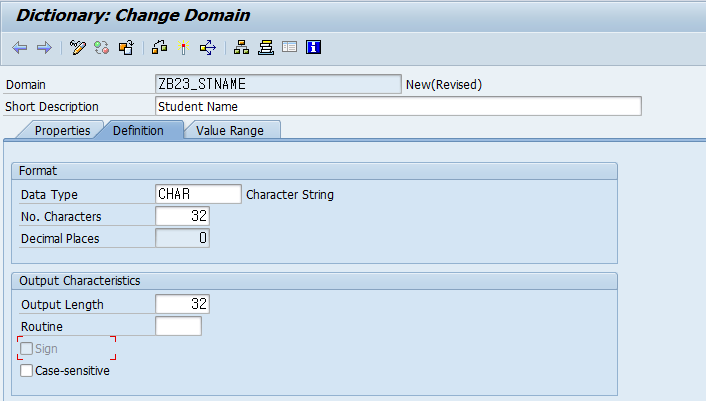 Dictionary: Change Domain
Domain ZB23_STNAME New(Revised)
Short Description Student Name
Properties Definition Value Range
Format
Data Type CHAR Character String
No. Characters 32
Decimal Places 0
Output Characteristics
Output Length 32
Routine
Sign
Case-sensitive